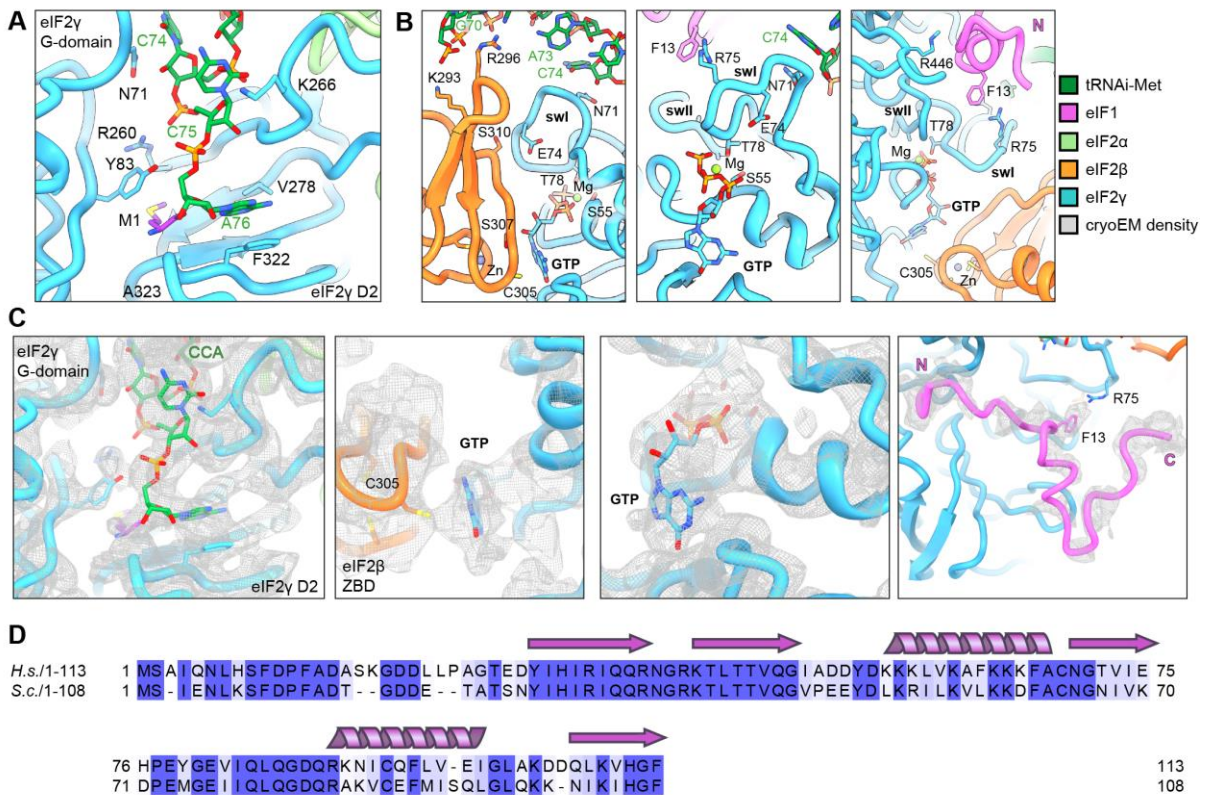 A
eIF2γ
G-domain
C74
N71
K266
C75
R260
Y83
V278
M1
A76
F322
A323
eIF2γ D2
B
G70
R296
A73
K293
C74
N71
swI
S310
E74
T78
Mg
S55
S307
GTP
Zn
C305
F13
R75
C74
swI
swII
N71
E74
T78
Mg
S55
GTP
N
R446
F13
swII
T78
Mg
R75
swI
GTP
C305
Zn
tRNAi-Met
eIF1
eIF2α
eIF2β
eIF2γ
cryoEM density
C
eIF2γ
G-domain
CCA
eIF2γ D2
GTP
C305
eIF2β
ZBD
GTP
N
R75
F13
C
D
H.s./1-113 1 MSAIQNLHSFDPFADASKGDDLLPAGTEDYIHIRIQQRNGRKTLTTVQGIADDYDKKKLVKAFKKKFACNGTVIE 75
S.c./1-108 1 MS-IENLKSFDPFADT--GDDE--TATSNYIHIRIQQRNGRKTLTTVQGVPEEYDLKRILKVLKKDFACNGNIVK 70
76 HPEYGEVIQLQGDQRKNICQFLV-EIGLAKDDQLKVHGF 113
71 DPEMGEIIQLQGDQRAKVCEFMISQLGLQKK-NIKIHGF 108